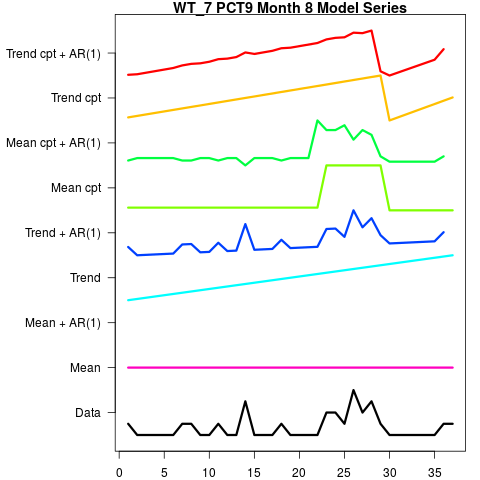 WT_7 PCT9 Month 8 Model Series
Trend cpt + AR(1)
Trend cpt
Mean cpt + AR(1)
Mean cpt
Trend + AR(1)
Trend
Mean + AR(1)
Mean
Data
0 5 10 15 20 25 30 35